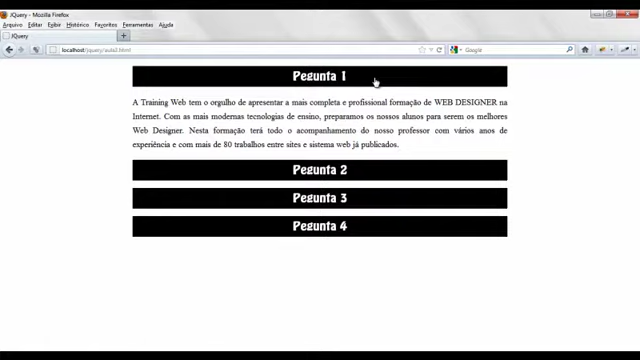 JQuery - Mozilla Firefox
Arquivo Editar Exibir Histórico Favoritos Ferramentas Ajuda
JQuery
localhost/jquery/aula2.html
Google
Pegunta 1
A Training Web tem o orgulho de apresentar a mais completa e profissional formação de WEB DESIGNER na
Internet. Com as mais modernas tecnologias de ensino, preparamos os nossos alunos para serem os melhores
Web Designer. Nesta formação terá todo o acompanhamento do nosso professor com vários anos de
experiência e com mais de 80 trabalhos entre sites e sistema web já publicados.
Pegunta 2
Pegunta 3
Pegunta 4